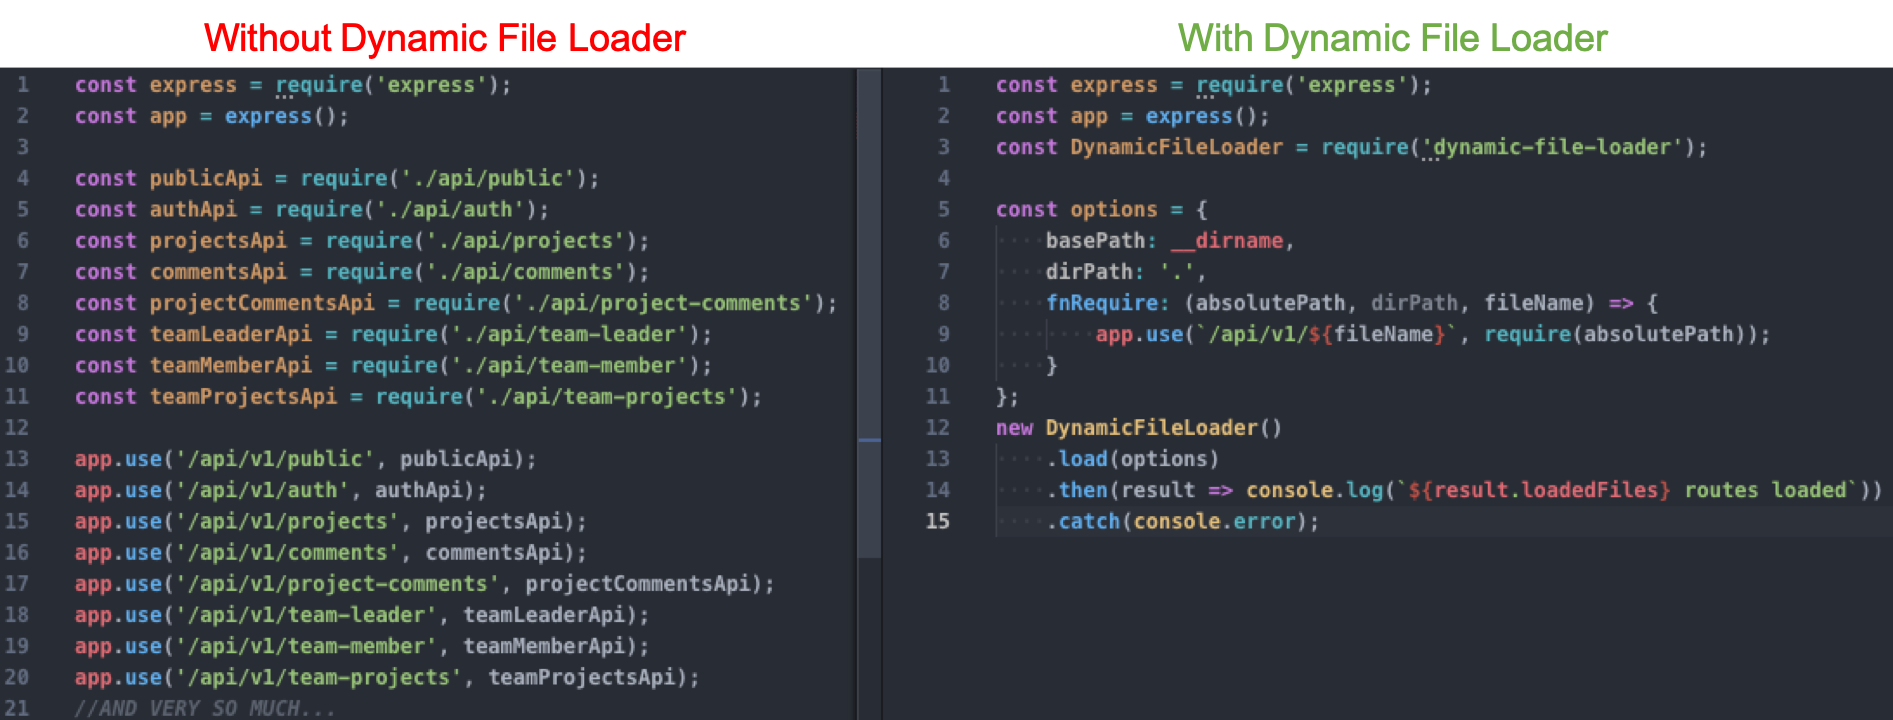 Without Dynamic File Loader
1 const express = require('express');
2 const app = express();
3
4 const publicApi = require('./api/public');
5 const authApi = require('./api/auth');
6 const projectsApi = require('./api/projects');
7 const commentsApi = require('./api/comments');
8 const projectCommentsApi = require('./api/project-comments');
9 const teamLeaderApi = require('./api/team-leader');
10 const teamMemberApi = require('./api/team-member');
11 const teamProjectsApi = require('./api/team-projects');
12
13 app.use('/api/v1/public', publicApi);
14 app.use('/api/v1/auth', authApi);
15 app.use('/api/v1/projects', projectsApi);
16 app.use('/api/v1/comments', commentsApi);
17 app.use('/api/v1/project-comments', projectCommentsApi);
18 app.use('/api/v1/team-leader', teamLeaderApi);
19 app.use('/api/v1/team-member', teamMemberApi);
20 app.use('/api/v1/team-projects', teamProjectsApi);
21 //AND VERY SO MUCH...
With Dynamic File Loader
1 const express = require('express');
2 const app = express();
3 const DynamicFileLoader = require('dynamic-file-loader');
4
5 const options = {
6     basePath: __dirname,
7     dirPath: '.',
8     fnRequire: (absolutePath, dirPath, fileName) => {
9         app.use(`/api/v1/${fileName}`, require(absolutePath));
10     }
11 };
12 new DynamicFileLoader()
13     .load(options)
14     .then(result => console.log(`${result.loadedFiles} routes loaded`))
15     .catch(console.error);